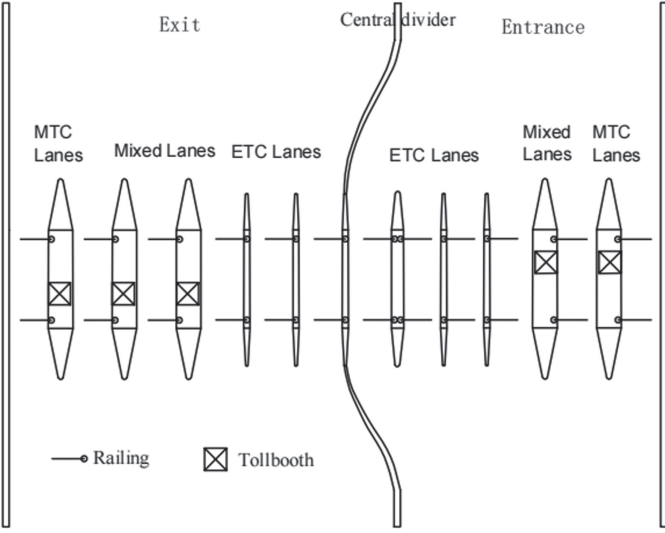 Exit
Central divider
Entrance
MTC
Lanes
Mixed Lanes
ETC Lanes
ETC Lanes
Mixed
Lanes
MTC
Lanes
Railing
Tollbooth